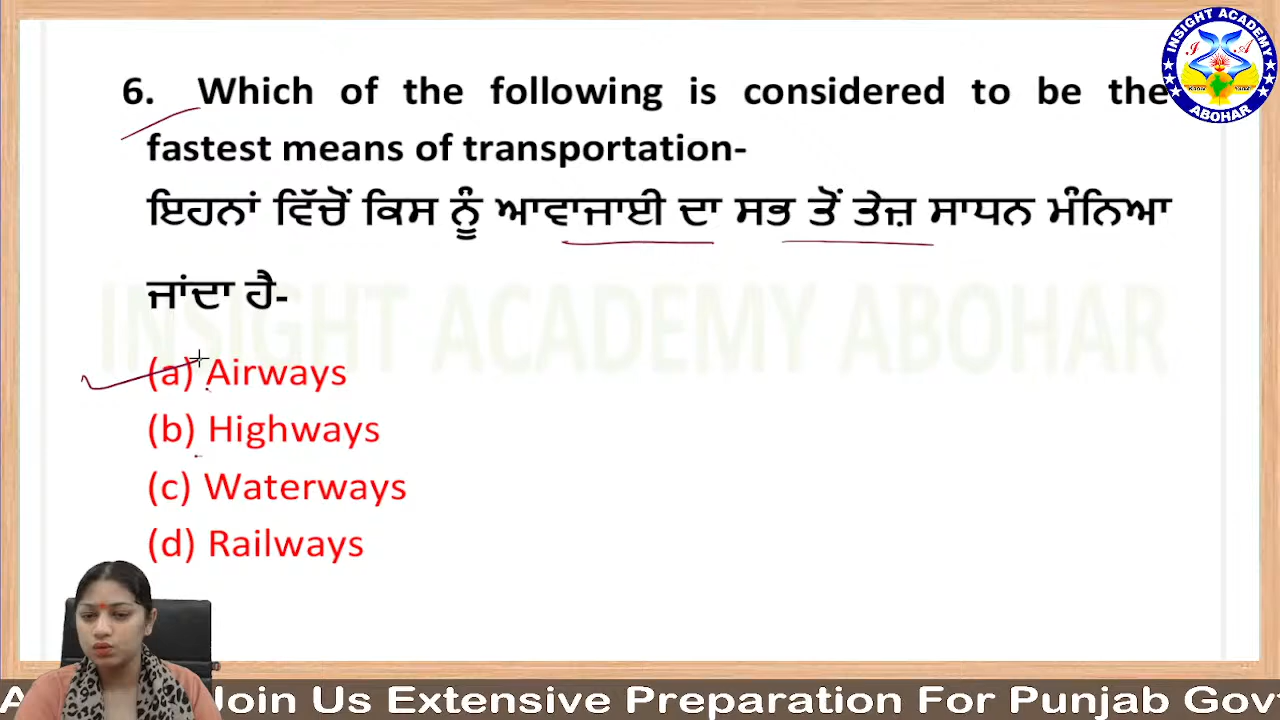 6. Which of the following is considered to be the
fastest means of transportation-
ਇਹਨਾਂ ਵਿੱਚੋਂ ਕਿਸ ਨੂੰ ਆਵਾਜਾਈ ਦਾ ਸਭ ਤੋਂ ਤੇਜ਼ ਸਾਧਨ ਮੰਨਿਆ
ਜਾਂਦਾ ਹੈ-
(a) Airways
(b) Highways
(c) Waterways
(d) Railways
INSIGHT ACADEMY ABOHAR
INSIGHT ACADEMY
I A
ABOHAR
A Join Us Extensive Preparation For Punjab Gov